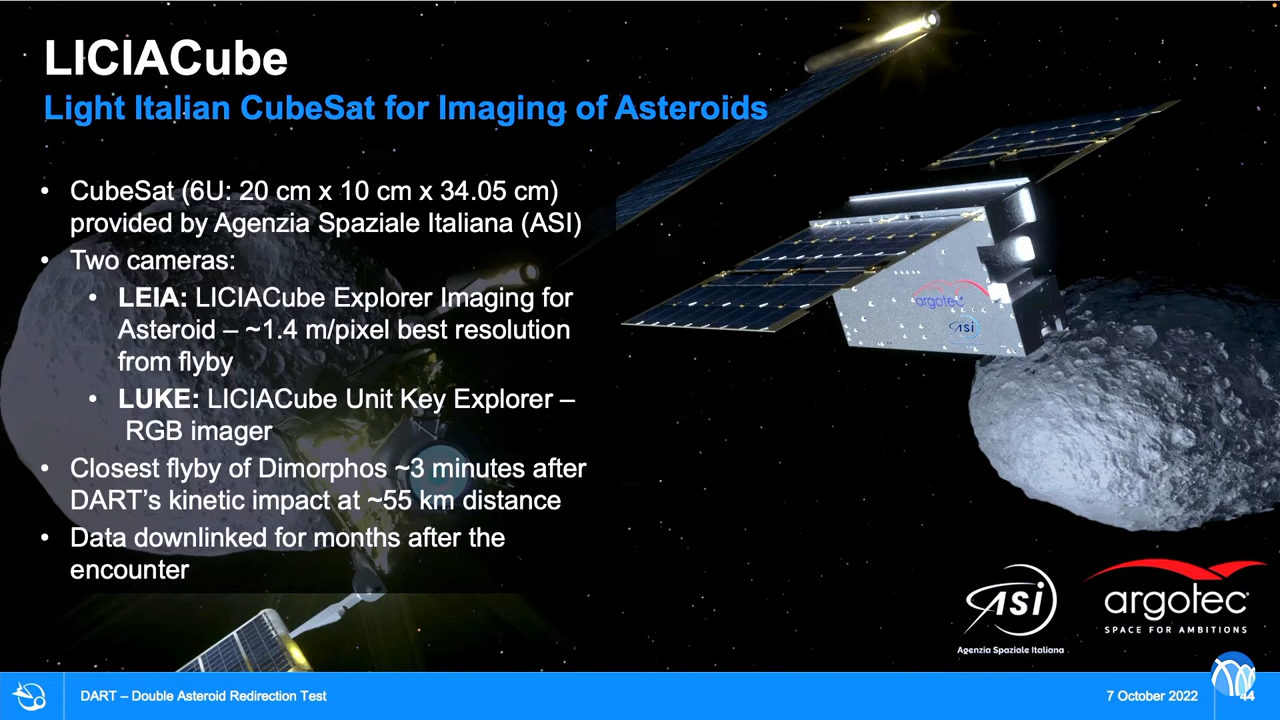 LICIACube
Light Italian CubeSat for Imaging of Asteroids
• CubeSat (6U: 20 cm x 10 cm x 34.05 cm)
provided by Agenzia Spaziale Italiana (ASI)
• Two cameras:
• LEIA: LICIACube Explorer Imaging for
Asteroid – ~1.4 m/pixel best resolution
from flyby
• LUKE: LICIACube Unit Key Explorer –
RGB imager
• Closest flyby of Dimorphos ~3 minutes after
DART’s kinetic impact at ~55 km distance
• Data downlinked for months after the
encounter
argotec
ASI
ASI
Agenzia Spaziale Italiana
argotec
SPACE FOR AMBITIONS
DART – Double Asteroid Redirection Test
7 October 2022
44